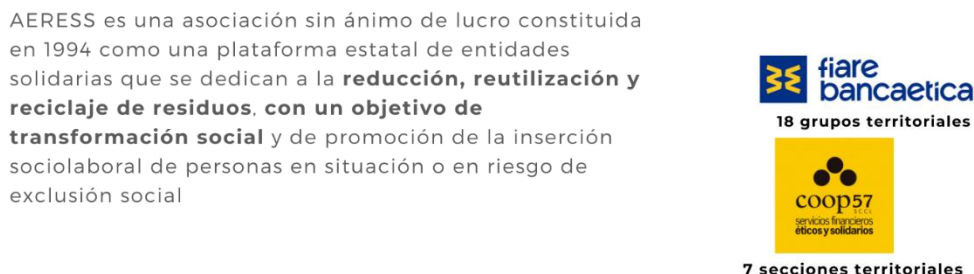 AERESS es una asociación sin ánimo de lucro constituida
en 1994 como una plataforma estatal de entidades
solidarias que se dedican a la reducción, reutilización y
reciclaje de residuos, con un objetivo de
transformación social y de promoción de la inserción
sociolaboral de personas en situación o en riesgo de
exclusión social
fiare
bancaetica
18 grupos territoriales
coop57
SCCL
servicios financieros
éticos y solidarios
7 secciones territoriales